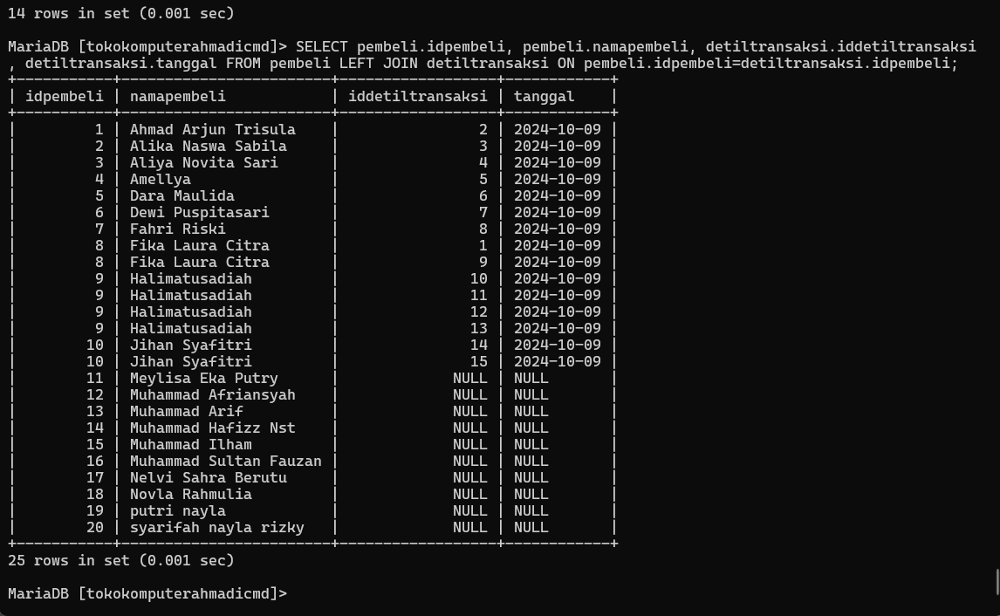 14 rows in set (0.001 sec)
MariaDB [tokokomputerahmadicmd]> SELECT pembeli.idpembeli, pembeli.namapembeli, detiltransaksi.iddetiltransaksi
, detiltransaksi.tanggal FROM pembeli LEFT JOIN detiltransaksi ON pembeli.idpembeli=detiltransaksi.idpembeli;
+-----------+------------------------+------------------+------------+
| idpembeli | namapembeli            | iddetiltransaksi | tanggal    |
+-----------+------------------------+------------------+------------+
|         1 | Ahmad Arjun Trisula    |                2 | 2024-10-09 |
|         2 | Alika Naswa Sabila     |                3 | 2024-10-09 |
|         3 | Aliya Novita Sari      |                4 | 2024-10-09 |
|         4 | Amellya                |                5 | 2024-10-09 |
|         5 | Dara Maulida           |                6 | 2024-10-09 |
|         6 | Dewi Puspitasari       |                7 | 2024-10-09 |
|         7 | Fahri Riski            |                8 | 2024-10-09 |
|         8 | Fika Laura Citra       |                1 | 2024-10-09 |
|         8 | Fika Laura Citra       |                9 | 2024-10-09 |
|         9 | Halimatusadiah         |               10 | 2024-10-09 |
|         9 | Halimatusadiah         |               11 | 2024-10-09 |
|         9 | Halimatusadiah         |               12 | 2024-10-09 |
|         9 | Halimatusadiah         |               13 | 2024-10-09 |
|        10 | Jihan Syafitri         |               14 | 2024-10-09 |
|        10 | Jihan Syafitri         |               15 | 2024-10-09 |
|        11 | Meylisa Eka Putry      |             NULL | NULL       |
|        12 | Muhammad Afriansyah    |             NULL | NULL       |
|        13 | Muhammad Arif          |             NULL | NULL       |
|        14 | Muhammad Hafizz Nst    |             NULL | NULL       |
|        15 | Muhammad Ilham         |             NULL | NULL       |
|        16 | Muhammad Sultan Fauzan |             NULL | NULL       |
|        17 | Nelvi Sahra Berutu     |             NULL | NULL       |
|        18 | Novla Rahmulia         |             NULL | NULL       |
|        19 | putri nayla            |             NULL | NULL       |
|        20 | syarifah nayla rizky   |             NULL | NULL       |
+-----------+------------------------+------------------+------------+
25 rows in set (0.001 sec)
MariaDB [tokokomputerahmadicmd]>